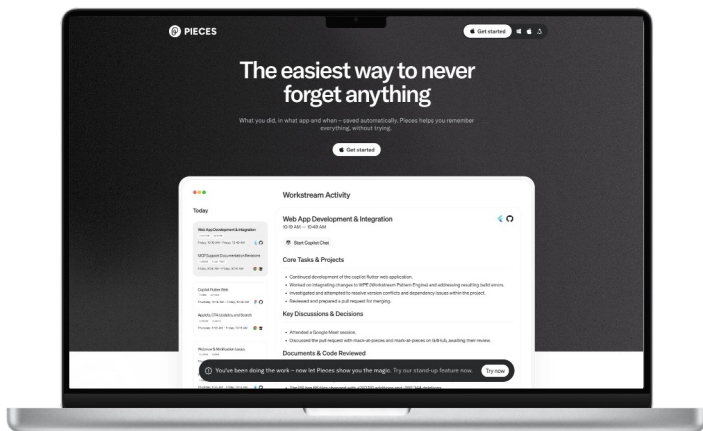 PIECES
Get started
The easiest way to never
forget anything
What you did, in what app and when – saved automatically. Pieces helps you remember
everything, without trying.
Get started
Workstream Activity
Today
Web App Development & Integration
10:15 AM — 10:49 AM
Start Copilot Chat
Core Tasks & Projects
Continued development of the copilot flutter web application.
Worked on integrating changes to WPE (Workstream Pattern Engine) and addressing resulting build errors.
Investigated and attempted to resolve version conflicts and dependency issues within the project.
Reviewed and prepared a pull request for merging.
Key Discussions & Decisions
Attended a Google Meet session.
Discussed the pull request with mark-at-pieces and mack-at-pieces on GitHub, awaiting their review.
Documents & Code Reviewed
Web App Development & Integration
MCP Support Documentation Revisions
Copilot Flutter Web
You've been doing the work – now let Pieces show you the magic. Try our stand-up feature now.
Try now